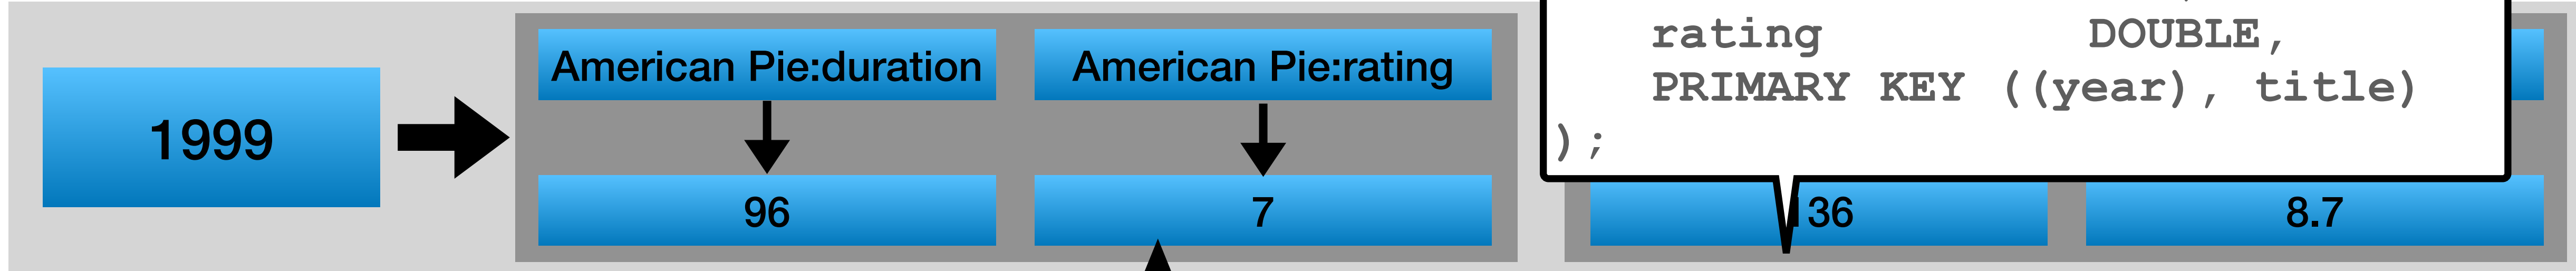 rating DOUBLE,
PRIMARY KEY ((year), title)
);
American Pie:duration
American Pie:rating
1999
96
7
36
8.7